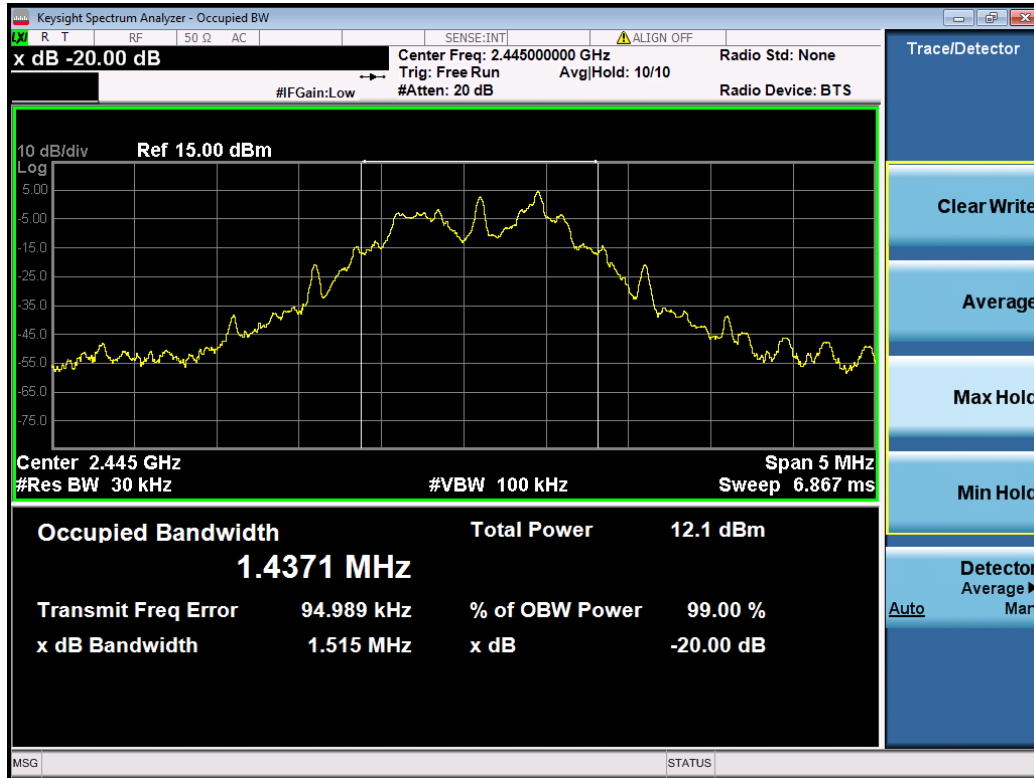 Keysight Spectrum Analyzer - Occupied BW
LXI R T RF 50 Ω AC SENSE:INT ALIGN OFF
x dB -20.00 dB
Center Freq: 2.445000000 GHz Radio Std: None
Trig: Free Run Avg|Hold: 10/10
#IFGain:Low #Atten: 20 dB Radio Device: BTS
Trace/Detector
10 dB/div Ref 15.00 dBm
Log
5.00
-5.00
-15.0
-25.0
-35.0
-45.0
-55.0
-65.0
-75.0
Center 2.445 GHz Span 5 MHz
#Res BW 30 kHz #VBW 100 kHz Sweep 6.867 ms
Occupied Bandwidth Total Power 12.1 dBm
1.4371 MHz
Transmit Freq Error 94.989 kHz % of OBW Power 99.00 %
x dB Bandwidth 1.515 MHz x dB -20.00 dB
Clear Write
Average
Max Hold
Min Hold
Detector
Average
Auto Man
MSG STATUS